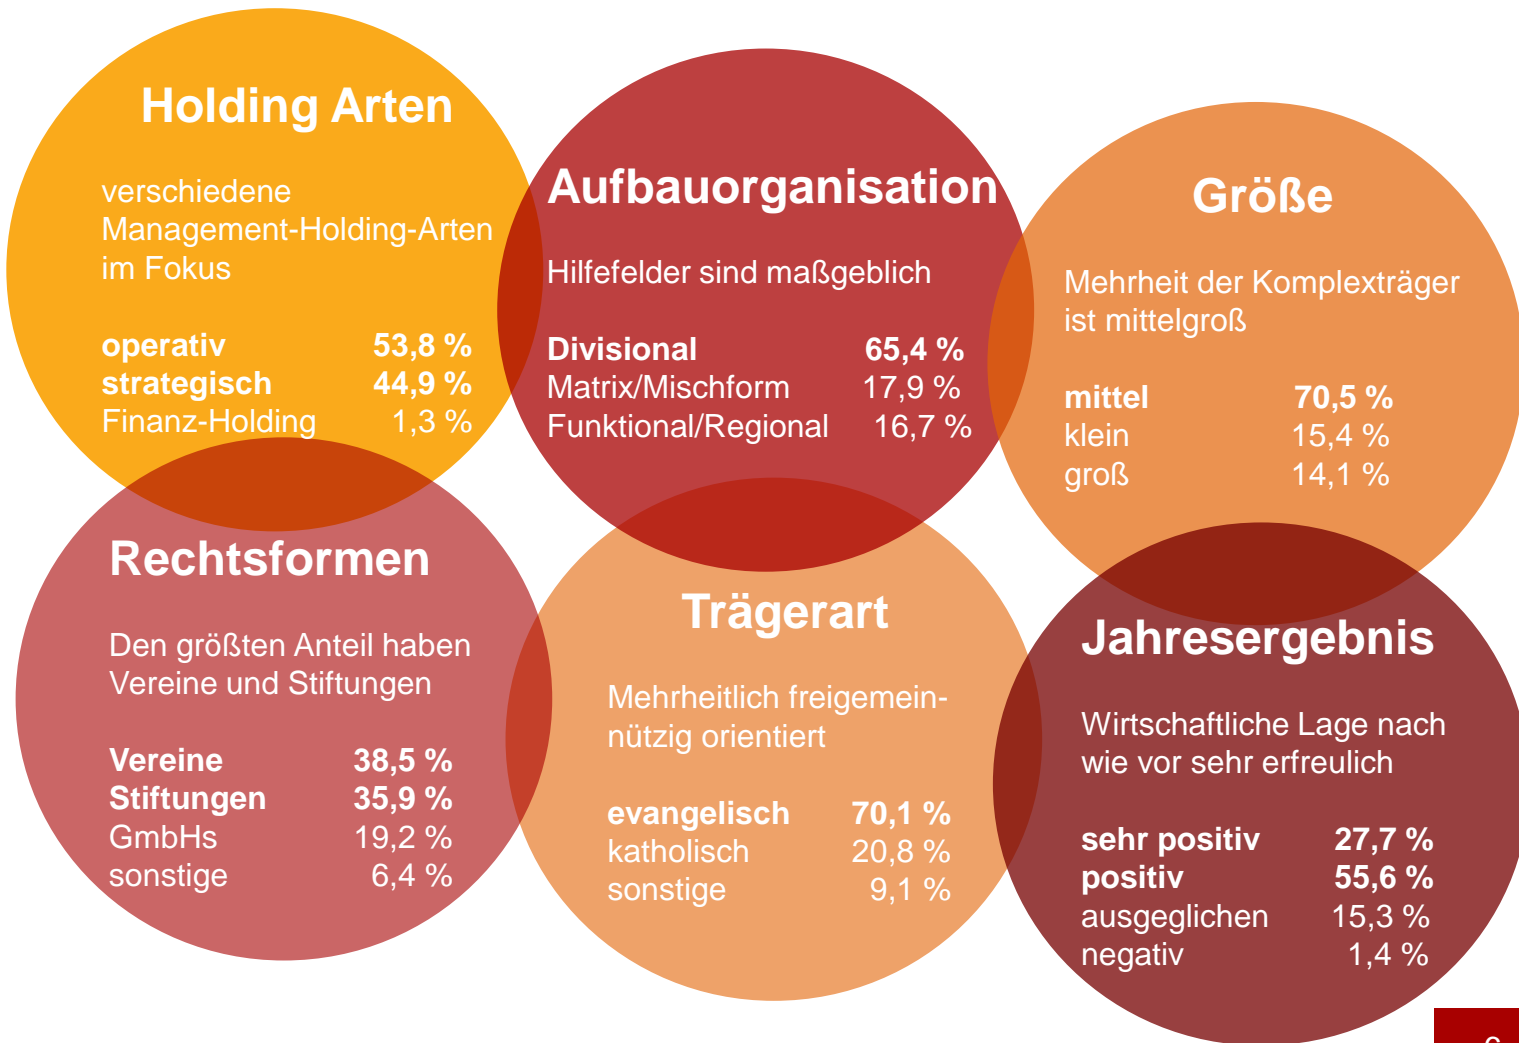 Holding Arten
verschiedene
Management-Holding-Arten
im Fokus
operativ 53,8 %
strategisch 44,9 %
Finanz-Holding 1,3 %
Aufbauorganisation
Hilfefelder sind maßgeblich
Divisional 65,4 %
Matrix/Mischform 17,9 %
Funktional/Regional 16,7 %
Größe
Mehrheit der Komplexträger
ist mittelgroß
mittel 70,5 %
klein 15,4 %
groß 14,1 %
Rechtsformen
Den größten Anteil haben
Vereine und Stiftungen
Vereine 38,5 %
Stiftungen 35,9 %
GmbHs 19,2 %
sonstige 6,4 %
Trägerart
Mehrheitlich freigemein-
nützig orientiert
evangelisch 70,1 %
katholisch 20,8 %
sonstige 9,1 %
Jahresergebnis
Wirtschaftliche Lage nach
wie vor sehr erfreulich
sehr positiv 27,7 %
positiv 55,6 %
ausgeglichen 15,3 %
negativ 1,4 %